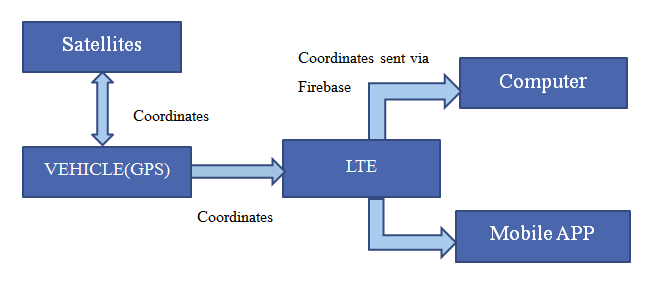 Satellites
Coordinates sent via
Firebase
Computer
Coordinates
VEHICLE(GPS)
LTE
Coordinates
Mobile APP